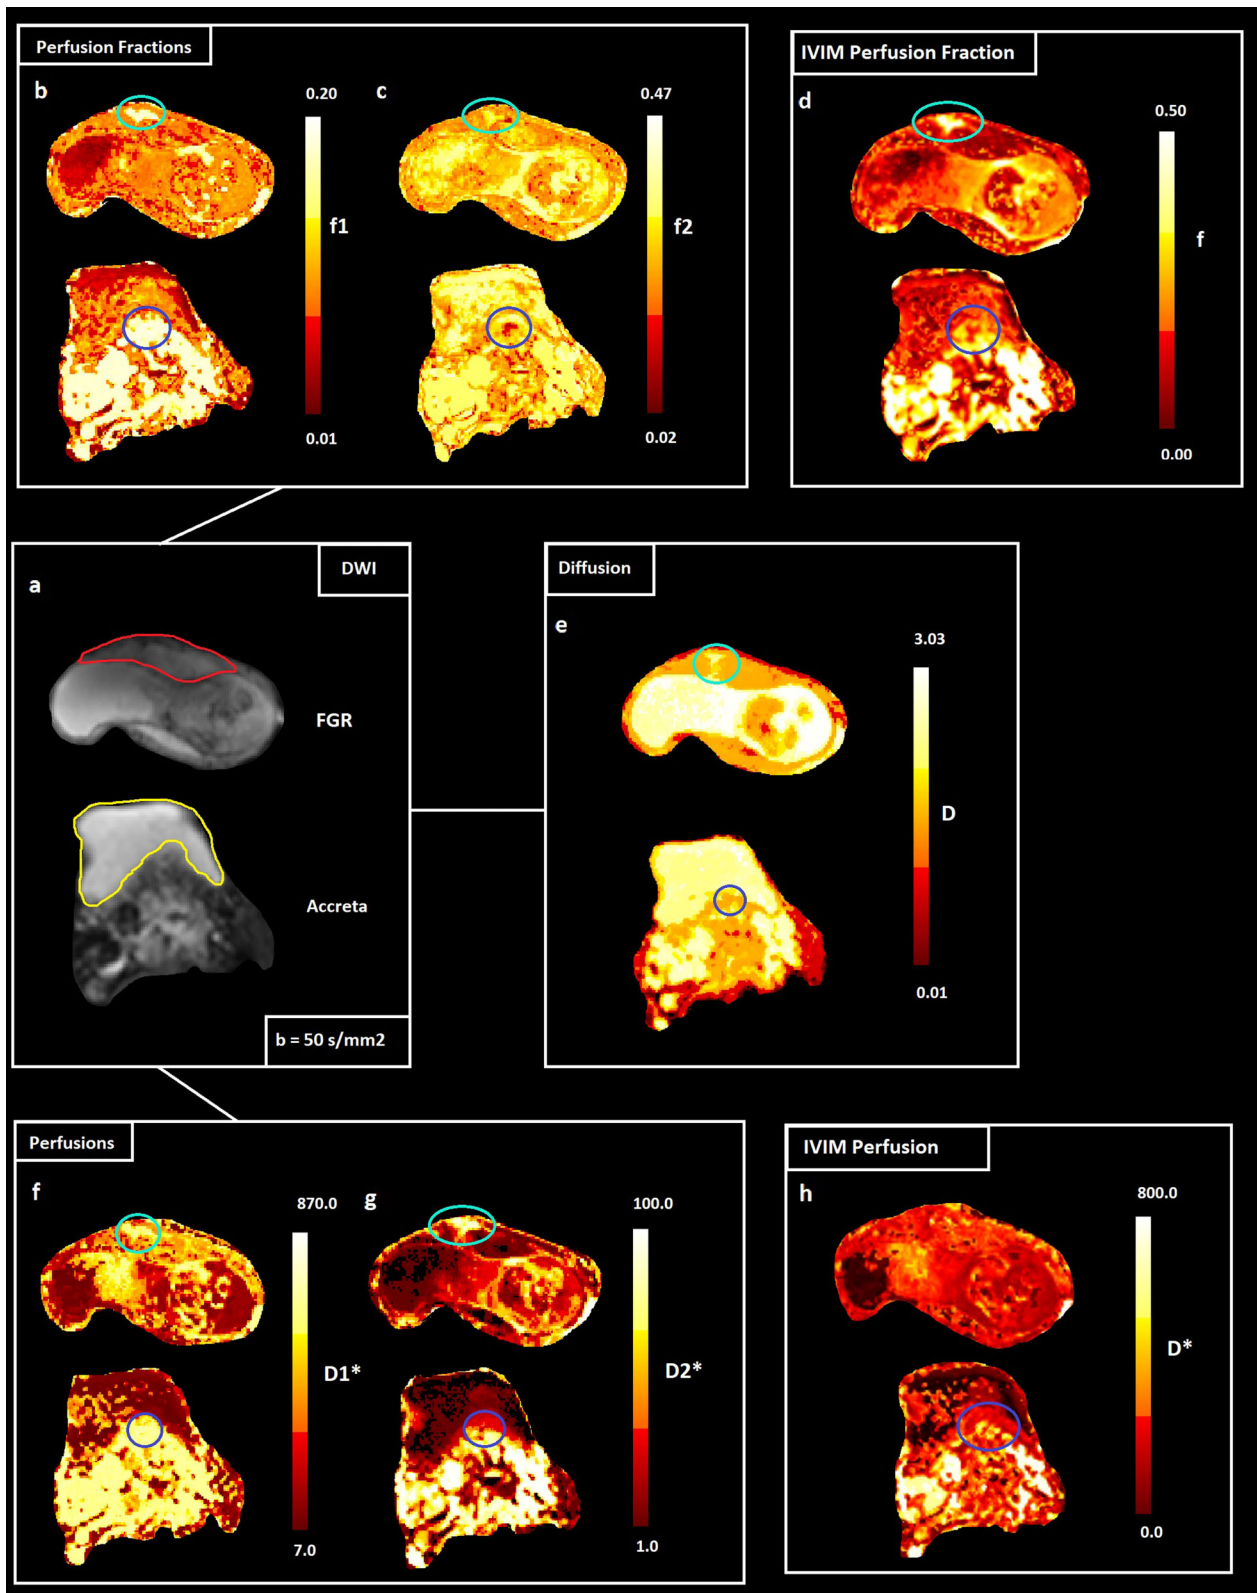 Perfusion Fractions
b
0.20
c
0.47
f1
f2
0.01
0.02
IVIM Perfusion Fraction
d
0.50
f
0.00
a
DWI
FGR
Accreta
b = 50 s/mm2
Diffusion
e
3.03
D
0.01
Perfusions
f
870.0
g
100.0
D1*
D2*
7.0
1.0
IVIM Perfusion
h
800.0
D*
0.0